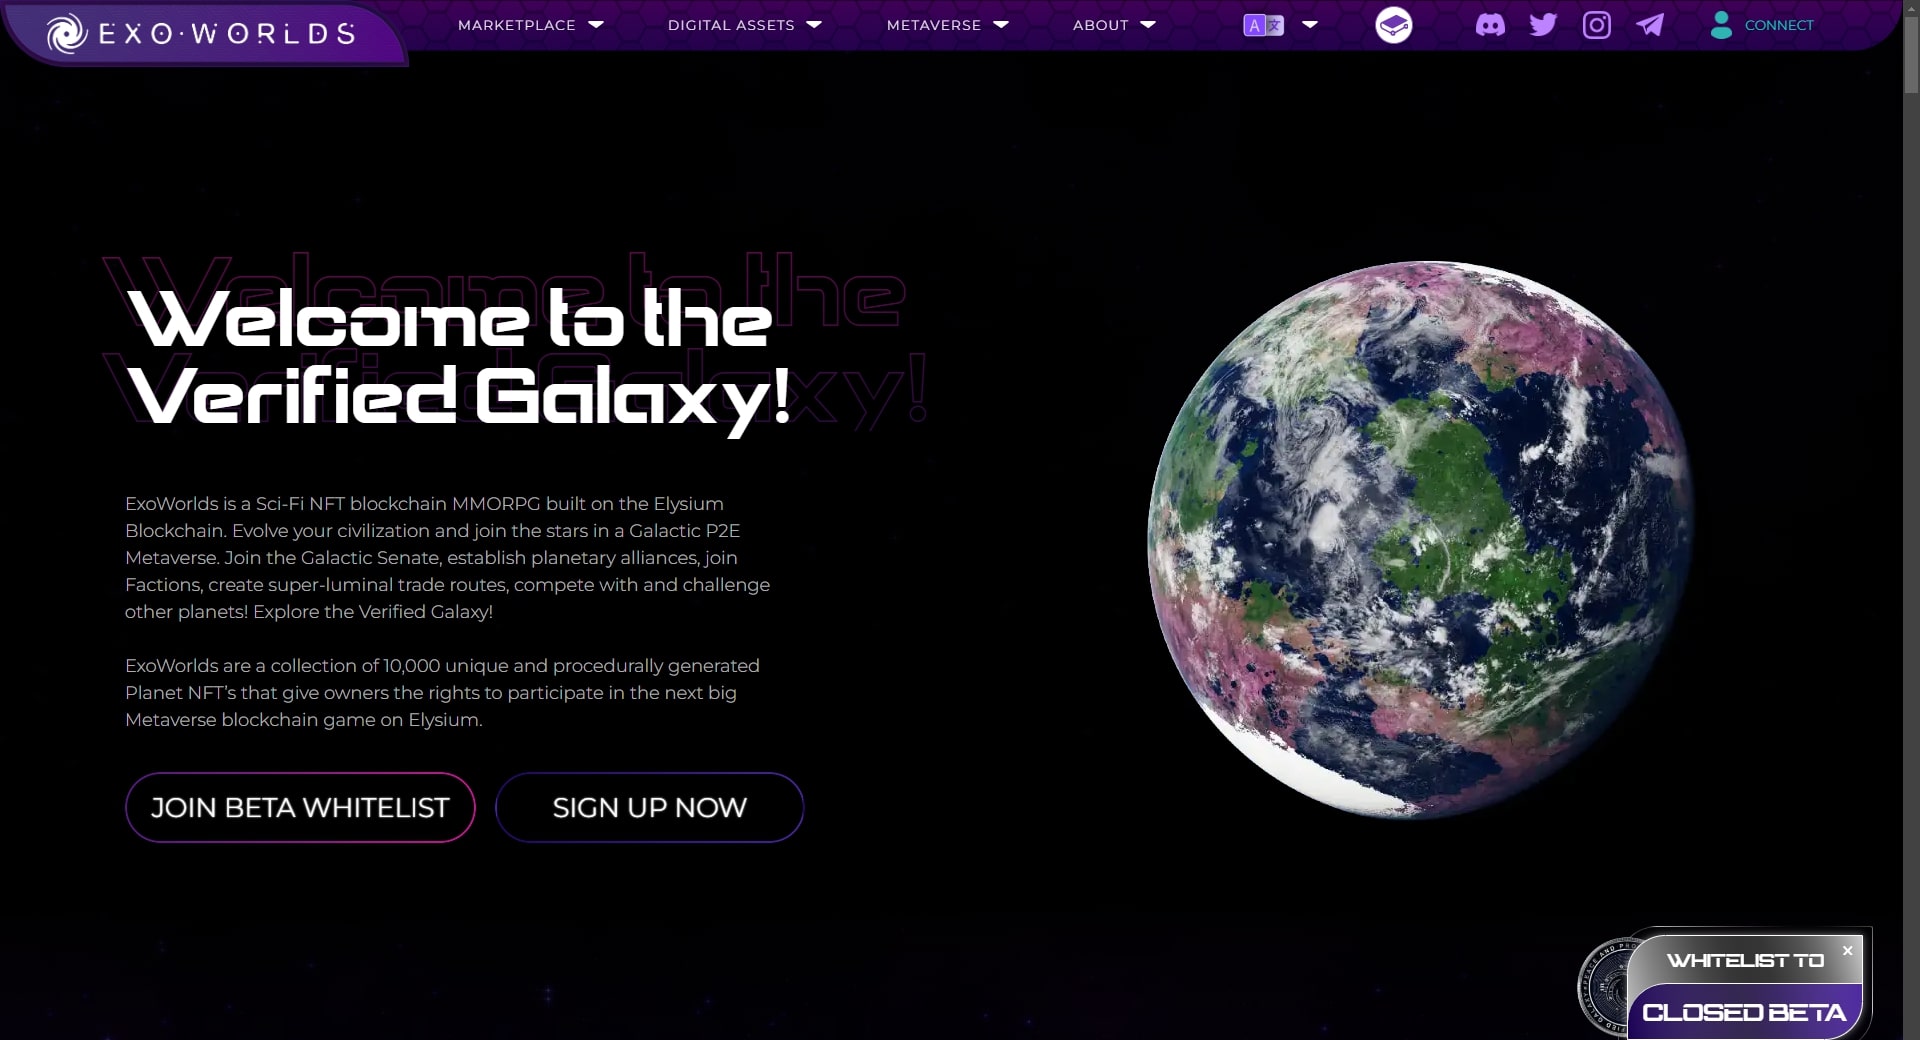 EXO·WORLDS
MARKETPLACE
DIGITAL ASSETS
METAVERSE
ABOUT
A 文
CONNECT
Welcome to the
Verified Galaxy!
ExoWorlds is a Sci-Fi NFT blockchain MMORPG built on the Elysium
Blockchain. Evolve your civilization and join the stars in a Galactic P2E
Metaverse. Join the Galactic Senate, establish planetary alliances, join
Factions, create super-luminal trade routes, compete with and challenge
other planets! Explore the Verified Galaxy!
ExoWorlds are a collection of 10,000 unique and procedurally generated
Planet NFT's that give owners the rights to participate in the next big
Metaverse blockchain game on Elysium.
JOIN BETA WHITELIST
SIGN UP NOW
WHITELIST TO
CLOSED BETA